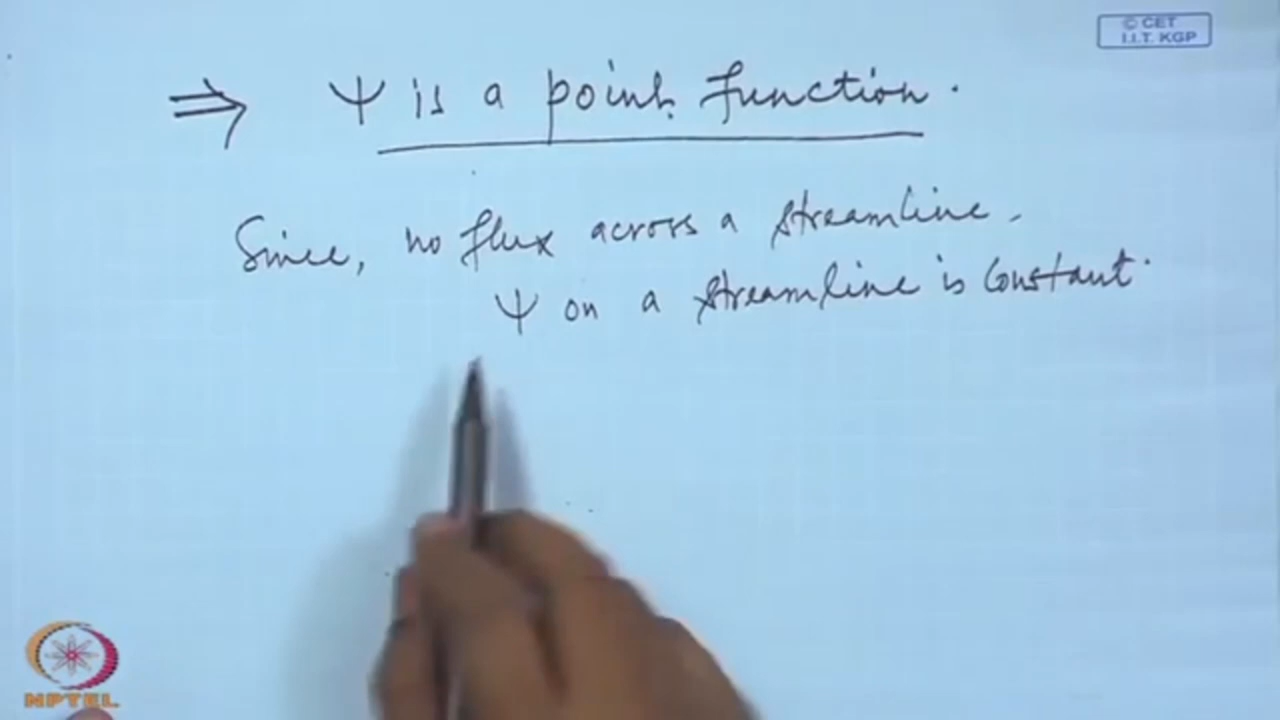 © CET
I.I.T. KGP
⇒ Ψ is a point function.
Since, no flux across a streamline.
Ψ on a streamline is constant.
NPTEL